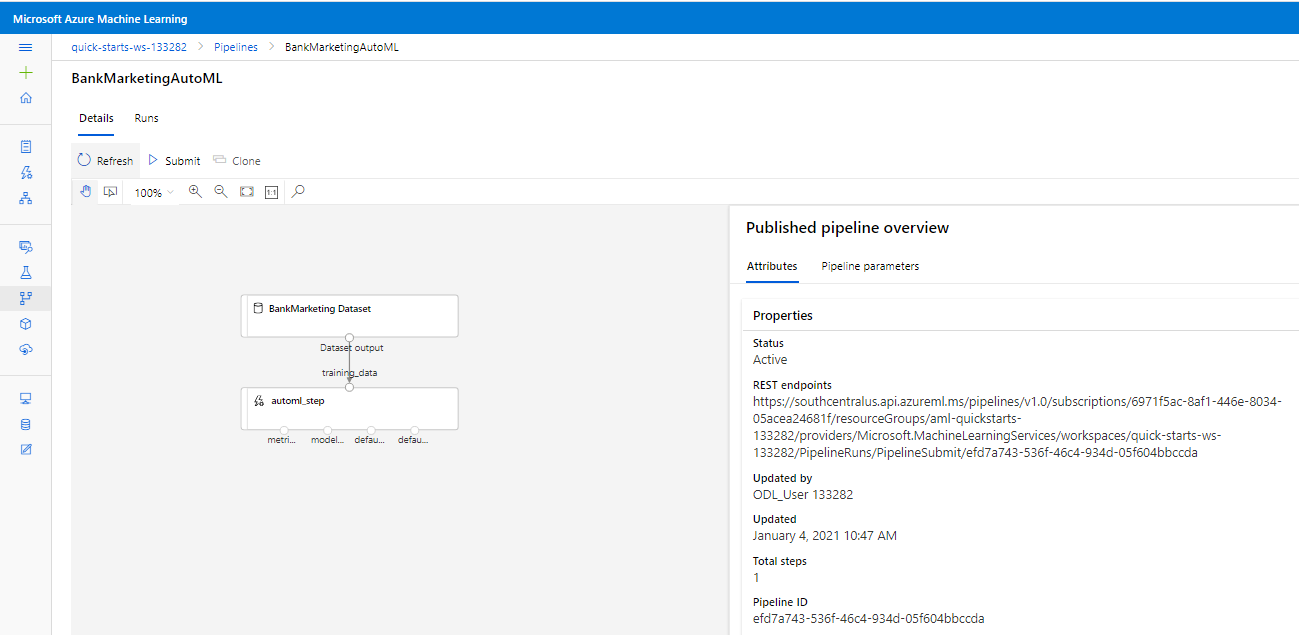 Microsoft Azure Machine Learning
quick-starts-ws-133282 > Pipelines > BankMarketingAutoML
BankMarketingAutoML
Details Runs
Refresh Submit Clone
100% 1:1
Published pipeline overview
Attributes Pipeline parameters
BankMarketing Dataset
Dataset output
training_data
automl_step
metri... model... defau... defau...
Properties
Status
Active
REST endpoints
https://southcentralus.api.azureml.ms/pipelines/v1.0/subscriptions/6971f5ac-8af1-446e-8034-
05acea24681f/resourceGroups/aml-quickstarts-
133282/providers/Microsoft.MachineLearningServices/workspaces/quick-starts-ws-
133282/PipelineRuns/PipelineSubmit/efd7a743-536f-46c4-934d-05f604bbccda
Updated by
ODL_User 133282
Updated
January 4, 2021 10:47 AM
Total steps
1
Pipeline ID
efd7a743-536f-46c4-934d-05f604bbccda